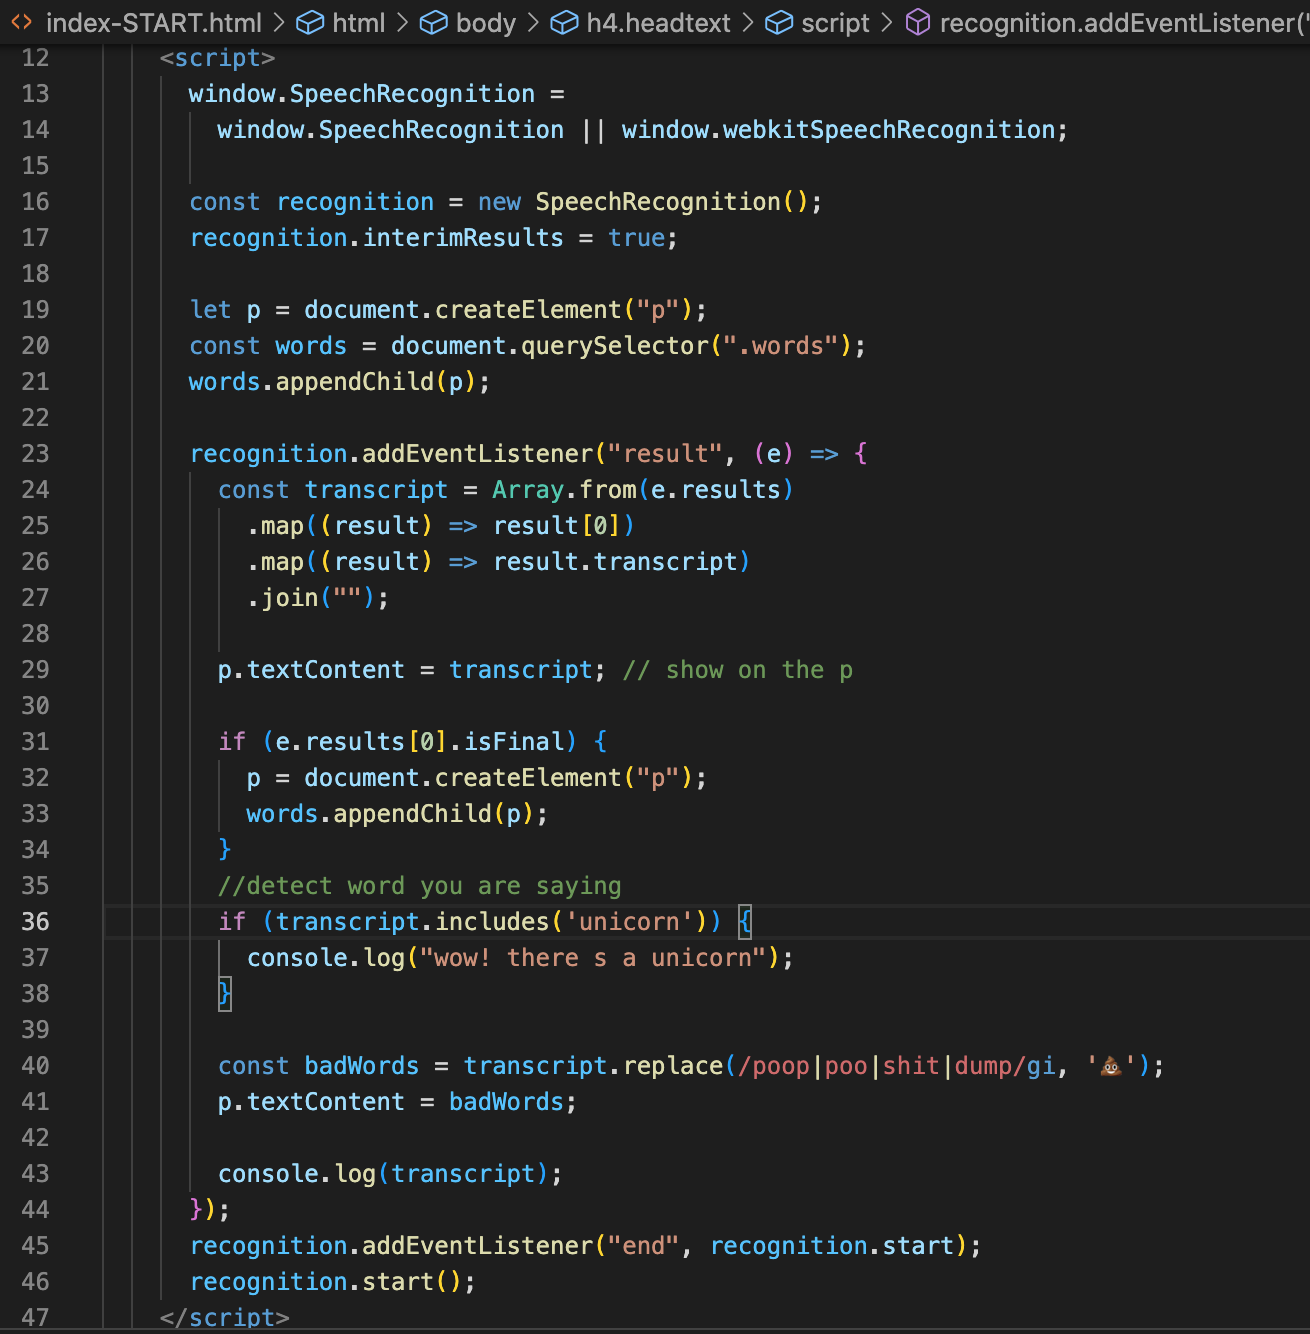 <> index-START.html > html > body > h4.headtext > script > recognition.addEventListener("
12 <script>
13 window.SpeechRecognition =
14 window.SpeechRecognition || window.webkitSpeechRecognition;
15
16 const recognition = new SpeechRecognition();
17 recognition.interimResults = true;
18
19 let p = document.createElement("p");
20 const words = document.querySelector(".words");
21 words.appendChild(p);
22
23 recognition.addEventListener("result", (e) => {
24 const transcript = Array.from(e.results)
25 .map((result) => result[0])
26 .map((result) => result.transcript)
27 .join("");
28
29 p.textContent = transcript; // show on the p
30
31 if (e.results[0].isFinal) {
32 p = document.createElement("p");
33 words.appendChild(p);
34 }
35 //detect word you are saying
36 if (transcript.includes('unicorn')) {
37 console.log("wow! there s a unicorn");
38 }
39
40 const badWords = transcript.replace(/poop|poo|shit|dump/gi, '💩');
41 p.textContent = badWords;
42
43 console.log(transcript);
44 });
45 recognition.addEventListener("end", recognition.start);
46 recognition.start();
47 </script>